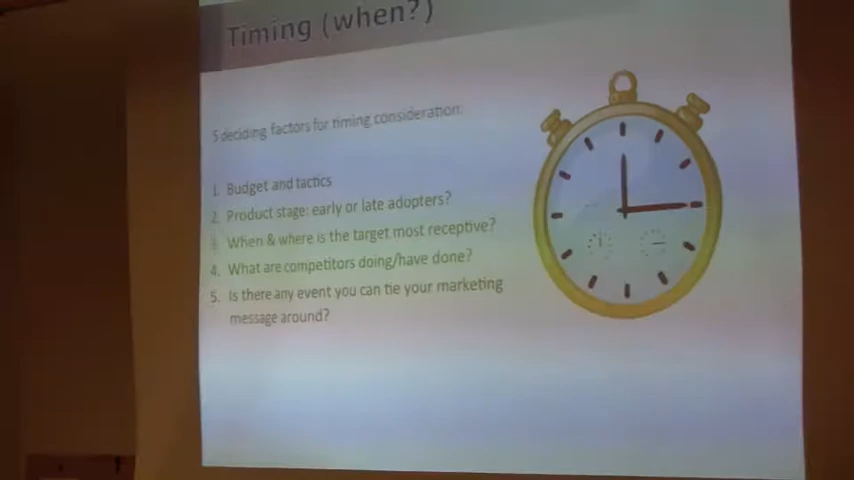 Timing (when?)
5 deciding factors for timing consideration:
1. Budget and tactics
2. Product stage: early or late adopters?
3. When & where is the target most receptive?
4. What are competitors doing/have done?
5. Is there any event you can tie your marketing
message around?